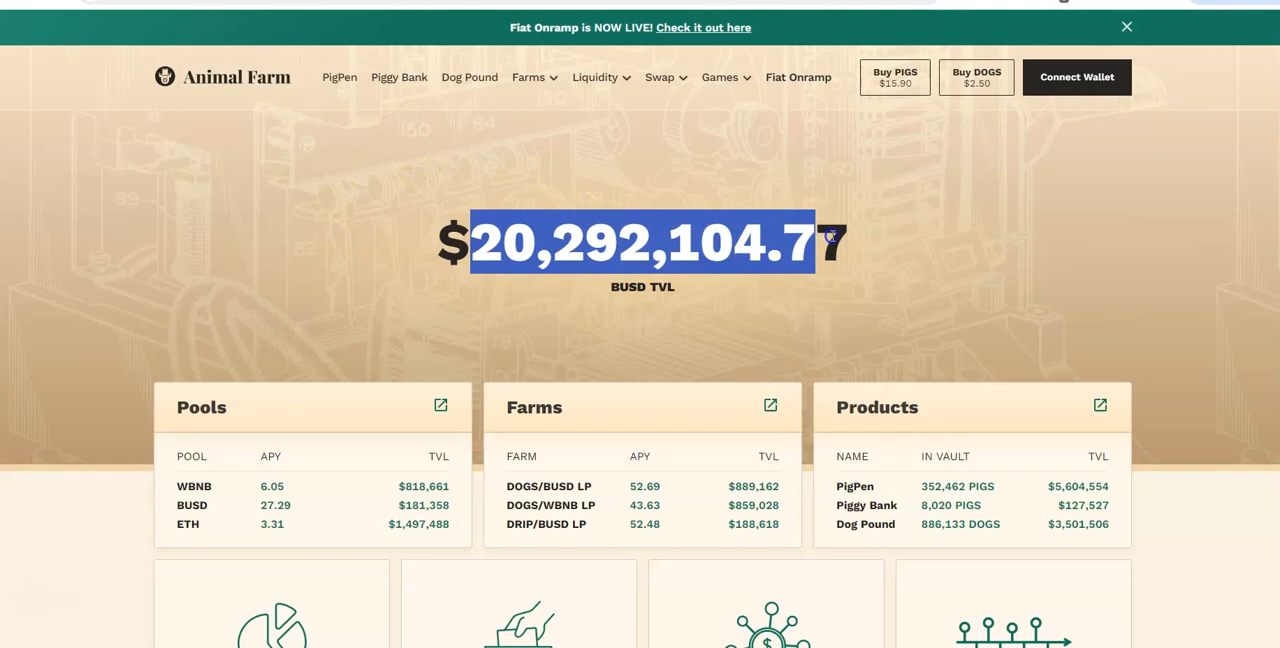 Fiat Onramp is NOW LIVE! Check it out here
Animal Farm PigPen Piggy Bank Dog Pound Farms Liquidity Swap Games Fiat Onramp
Buy PIGS
$15.90
Buy DOGS
$2.50
Connect Wallet
150 84
99
82
78
$20,292,104.77
BUSD TVL
Pools
POOL APY TVL
WBNB 6.05 $818,661
BUSD 27.29 $181,358
ETH 3.31 $1,497,488
Farms
FARM APY TVL
DOGS/BUSD LP 52.69 $889,162
DOGS/WBNB LP 43.63 $859,028
DRIP/BUSD LP 52.48 $188,618
Products
NAME IN VAULT TVL
PigPen 352,462 PIGS $5,604,554
Piggy Bank 8,020 PIGS $127,527
Dog Pound 886,133 DOGS $3,501,506
$